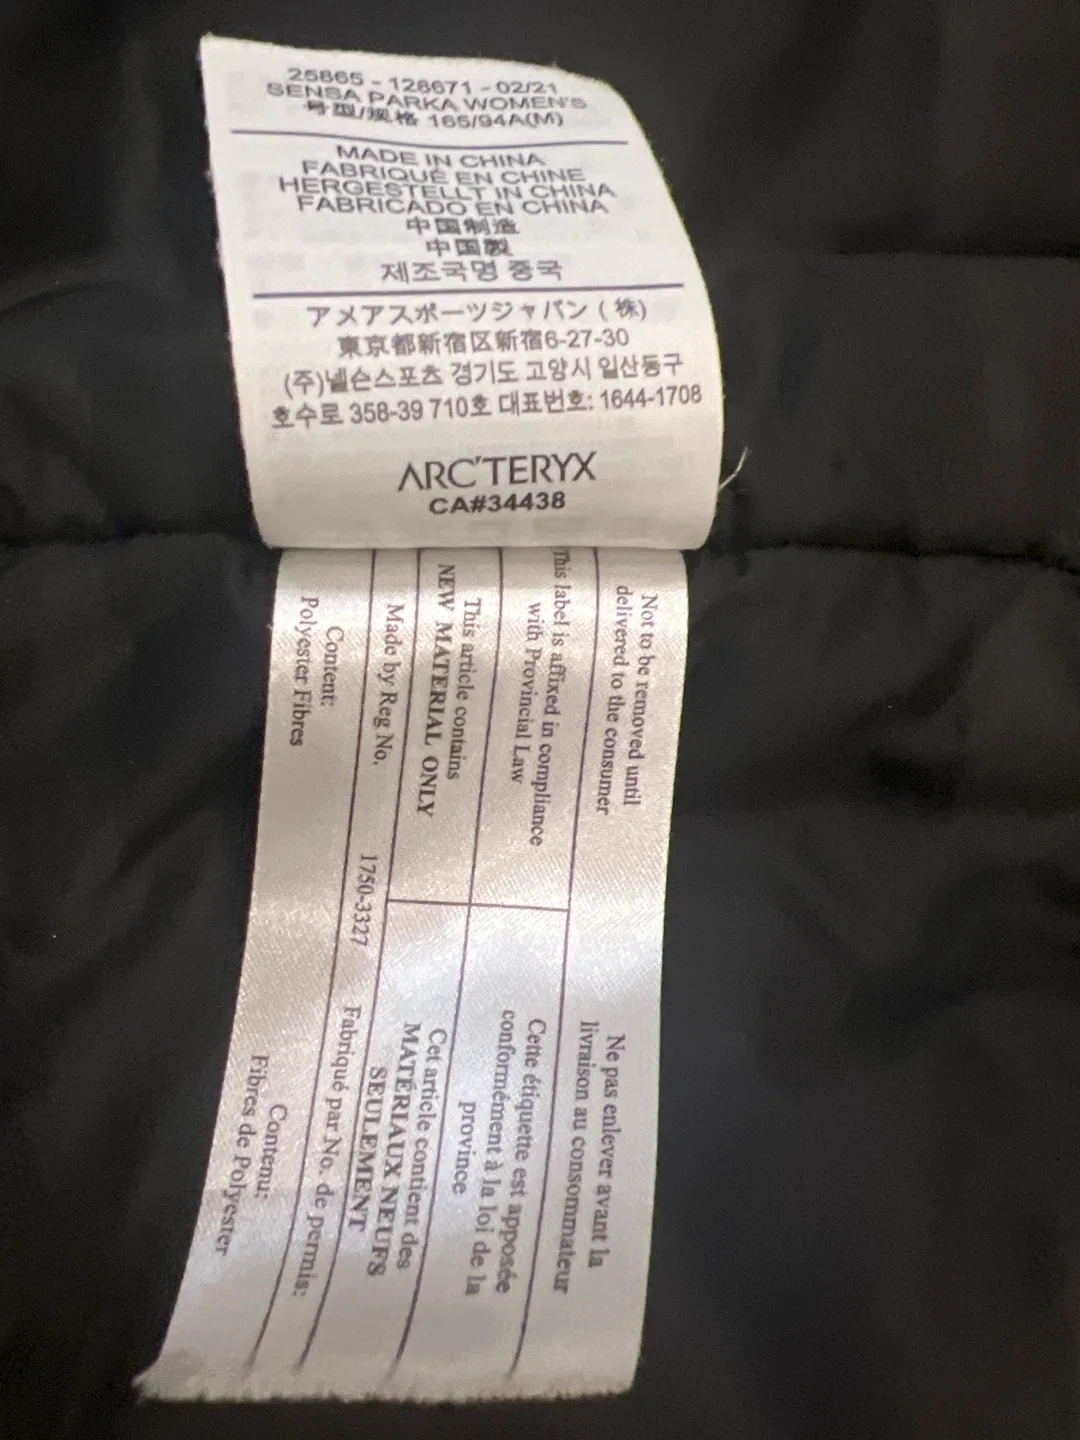 25865 - 128671 - 02/21
SENSA PARKA WOMEN'S
号型/规格 165/94A(M)
MADE IN CHINA
FABRIQUÉ EN CHINE
HERGESTELLT IN CHINA
FABRICADO EN CHINA
中国制造
中国製
제조국명 중국
アメアスポーツジャパン ( 株)
東京都新宿区新宿6-27-30
(주)넬슨스포츠 경기도 고양시 일산동구
호수로 358-39 710호 대표번호: 1644-1708
ARC'TERYX
CA#34438
Not to be removed until
delivered to the consumer
Ne pas enlever avant la
livraison au consommateur
This label is affixed in compliance
with Provincial Law
Cette étiquette est apposée
conformément à la loi de la
province
This article contains
NEW MATERIAL ONLY
Cet article contient des
MATÉRIAUX NEUFS
SEULEMENT
Made by Reg No. 1750-3327 Fabriqué par No. de permis:
Content:
Polyester Fibres
Contenu:
Fibres de Polyester